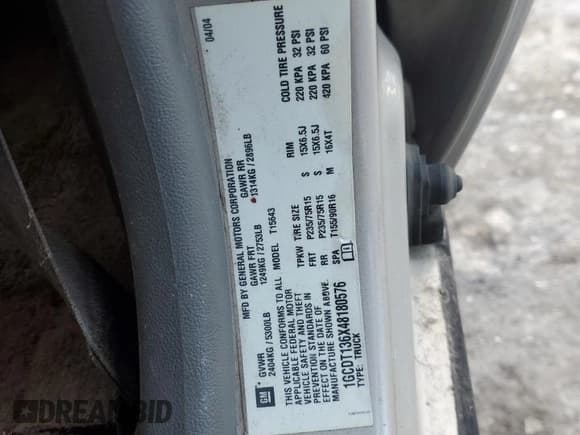 GM
MFD BY GENERAL MOTORS CORPORATION
04/04
GVWR
GAWR FRT
GAWR RR
2404KG/5300LB
1249KG/2753LB
1314KG/2896LB
THIS VEHICLE CONFORMS TO ALL
APPLICABLE FEDERAL MOTOR
VEHICLE SAFETY AND THEFT
PREVENTION STANDARDS IN
EFFECT ON THE DATE OF
MANUFACTURE SHOWN ABOVE.
1GCDT136X48180576
TYPE: TRUCK
MODEL T15643
TPKW TIRE SIZE RIM COLD TIRE PRESSURE
FRT P235/75R15 S 15X6.5J 220 KPA 32 PSI
RR P235/75R15 S 15X6.5J 220 KPA 32 PSI
SPA T155/90R16 M 16X4T 420 KPA 60 PSI